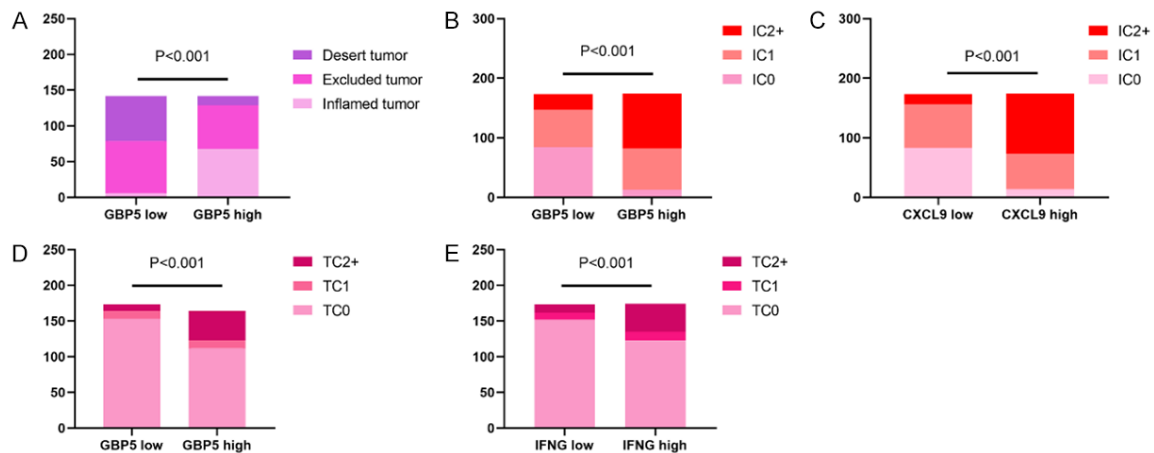 A
250
200
150
100
50
0
P<0.001
Desert tumor
Excluded tumor
Inflamed tumor
GBP5 low
GBP5 high
B
300
200
100
0
P<0.001
IC2+
IC1
IC0
GBP5 low
GBP5 high
C
300
200
100
0
P<0.001
IC2+
IC1
IC0
CXCL9 low
CXCL9 high
D
250
200
150
100
50
0
P<0.001
TC2+
TC1
TC0
GBP5 low
GBP5 high
E
250
200
150
100
50
0
P<0.001
TC2+
TC1
TC0
IFNG low
IFNG high